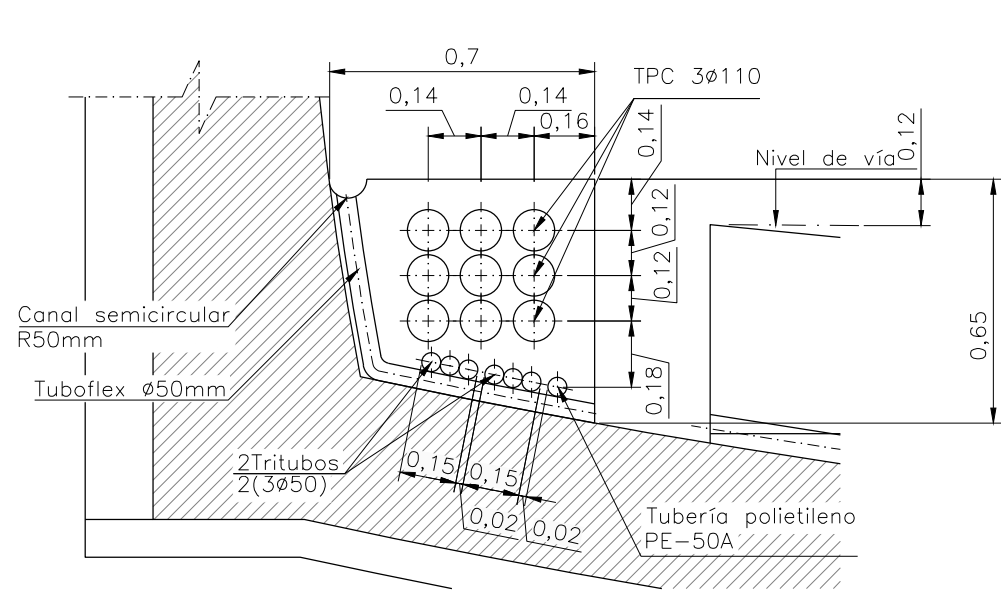 0,7
TPC 3ø110
0,14
0,14
0,16
0,14
0,12
Nivel de vía
0,12
0,12
0,65
0,18
Canal semicircular
R50mm
Tuboflex ø50mm
2Tritubos
2(3ø50)
0,15
0,15
0,02
0,02
Tubería polietileno
PE-50A